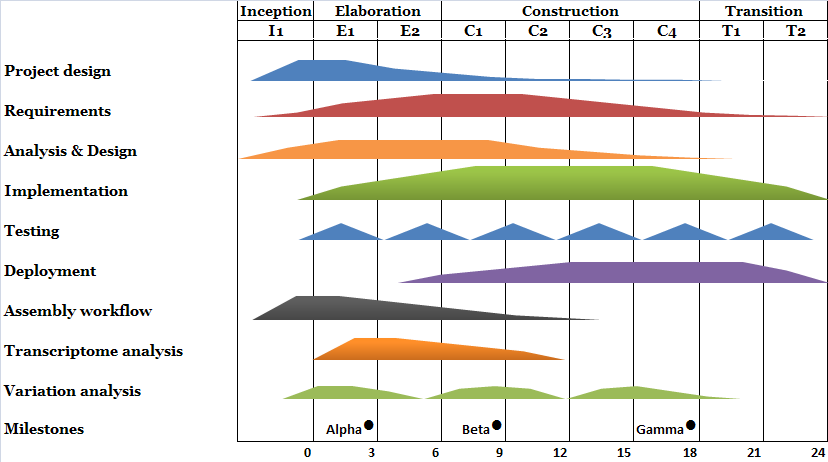 Inception Elaboration Construction Transition
I1 E1 E2 C1 C2 C3 C4 T1 T2
Project design
Requirements
Analysis & Design
Implementation
Testing
Deployment
Assembly workflow
Transcriptome analysis
Variation analysis
Milestones Alpha Beta Gamma
0 3 6 9 12 15 18 21 24